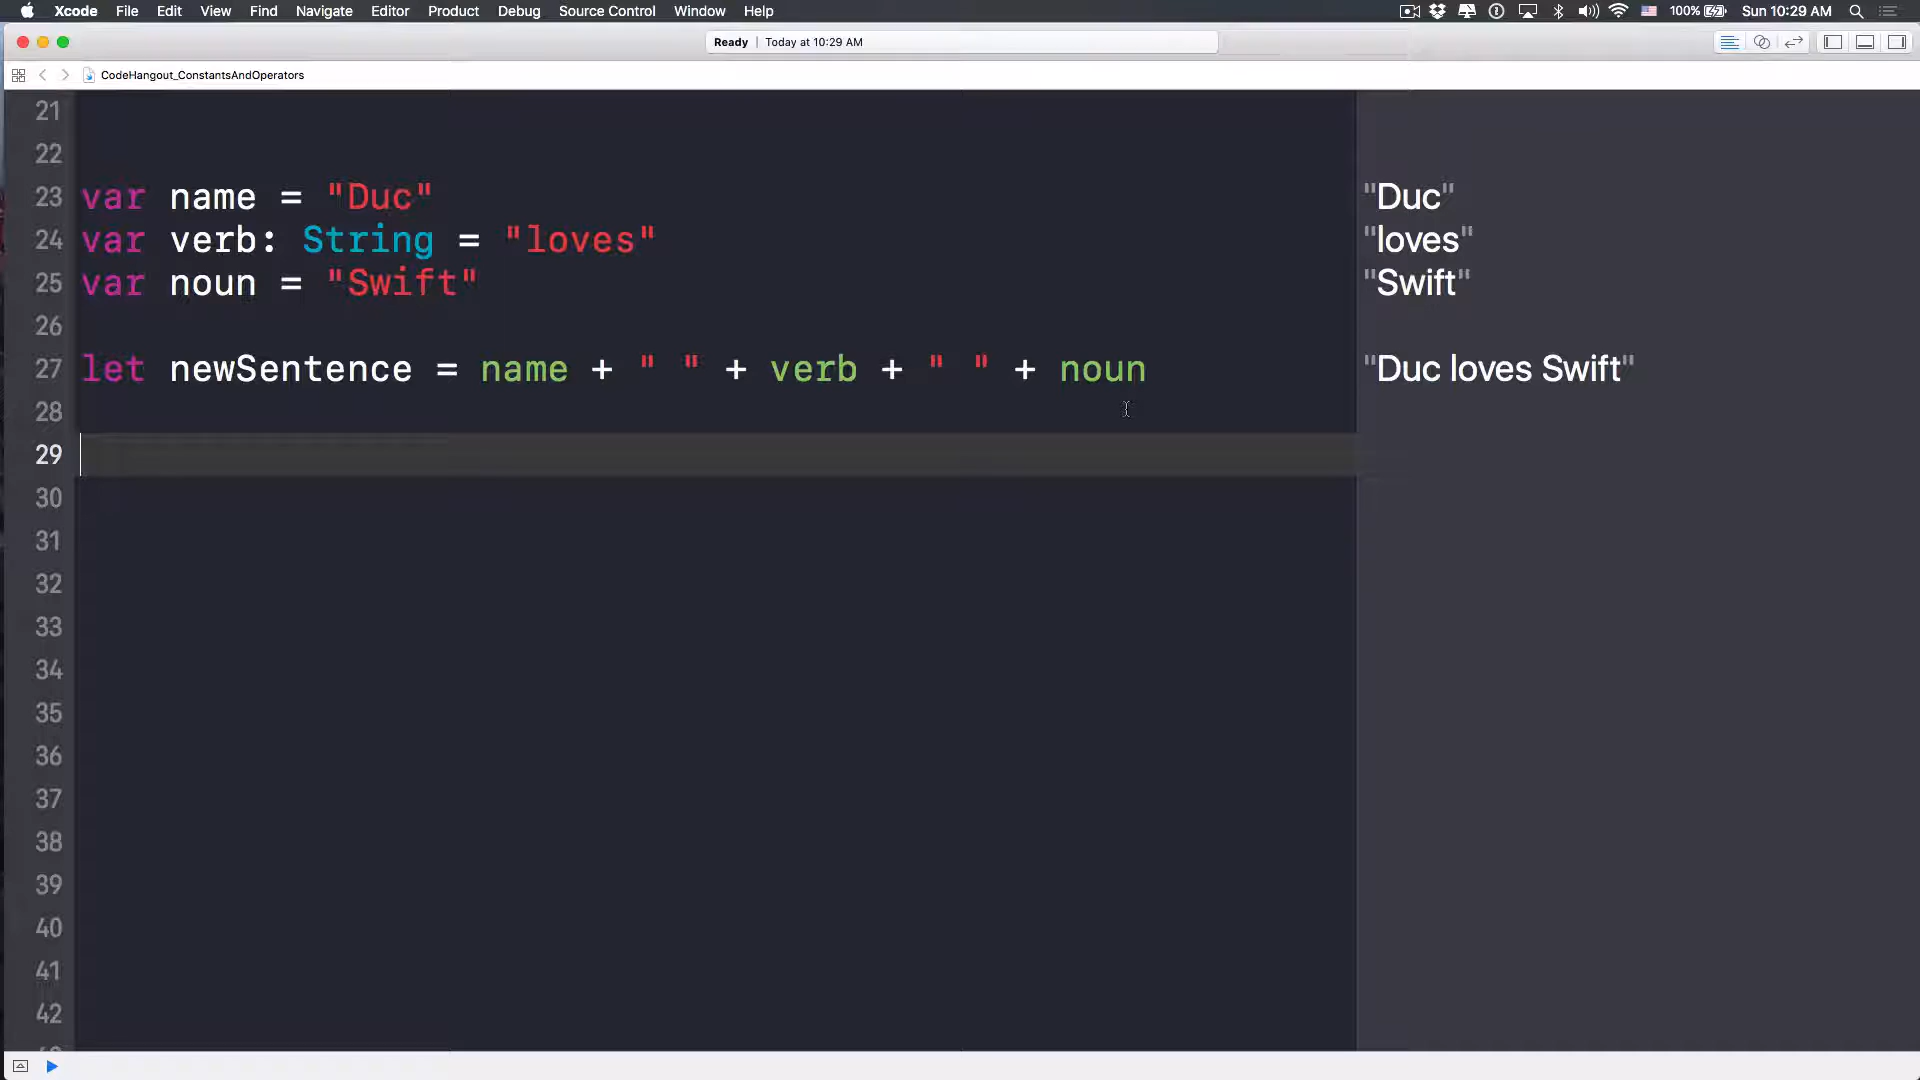 Xcode File Edit View Find Navigate Editor Product Debug Source Control Window Help 100% Sun 10:29 AM
Ready | Today at 10:29 AM
CodeHangout_ConstantsAndOperators
21
22
23 var name = "Duc" "Duc"
24 var verb: String = "loves" "loves"
25 var noun = "Swift" "Swift"
26
27 let newSentence = name + " " + verb + " " + noun "Duc loves Swift"
28
29
30
31
32
33
34
35
36
37
38
39
40
41
42